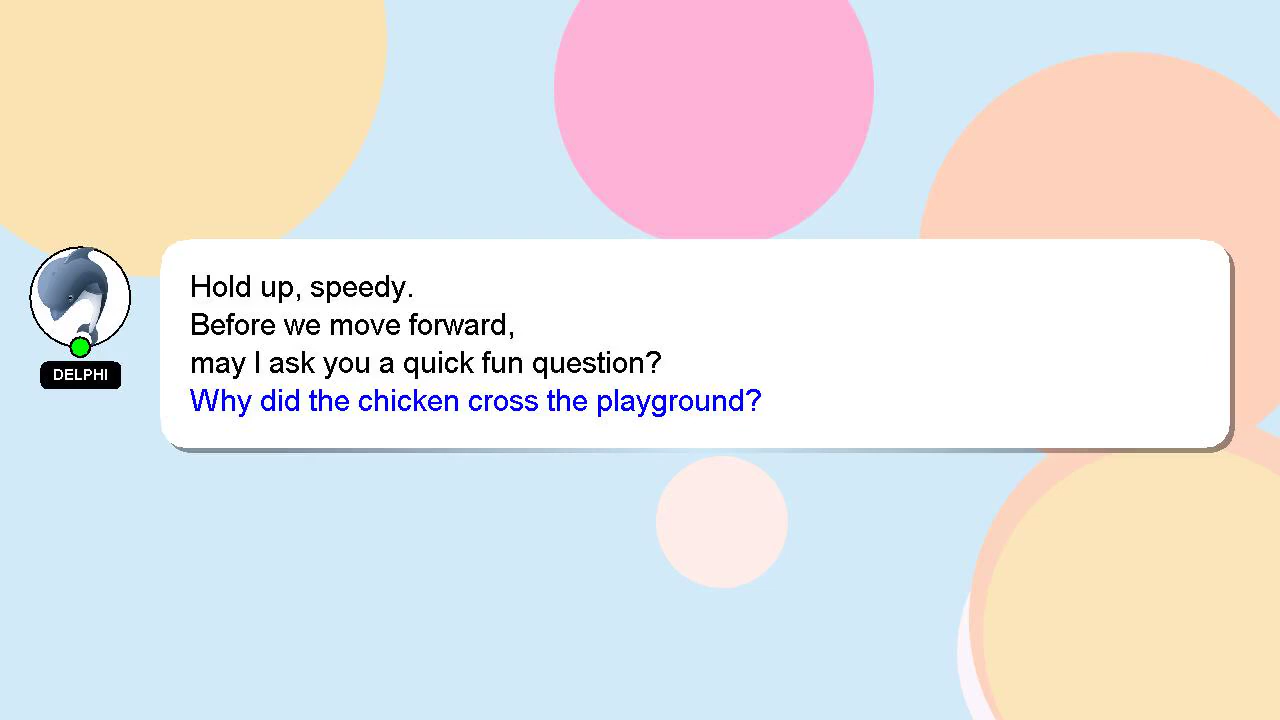 Hold up, speedy.
Before we move forward,
may I ask you a quick fun question?
Why did the chicken cross the playground?
DELPHI